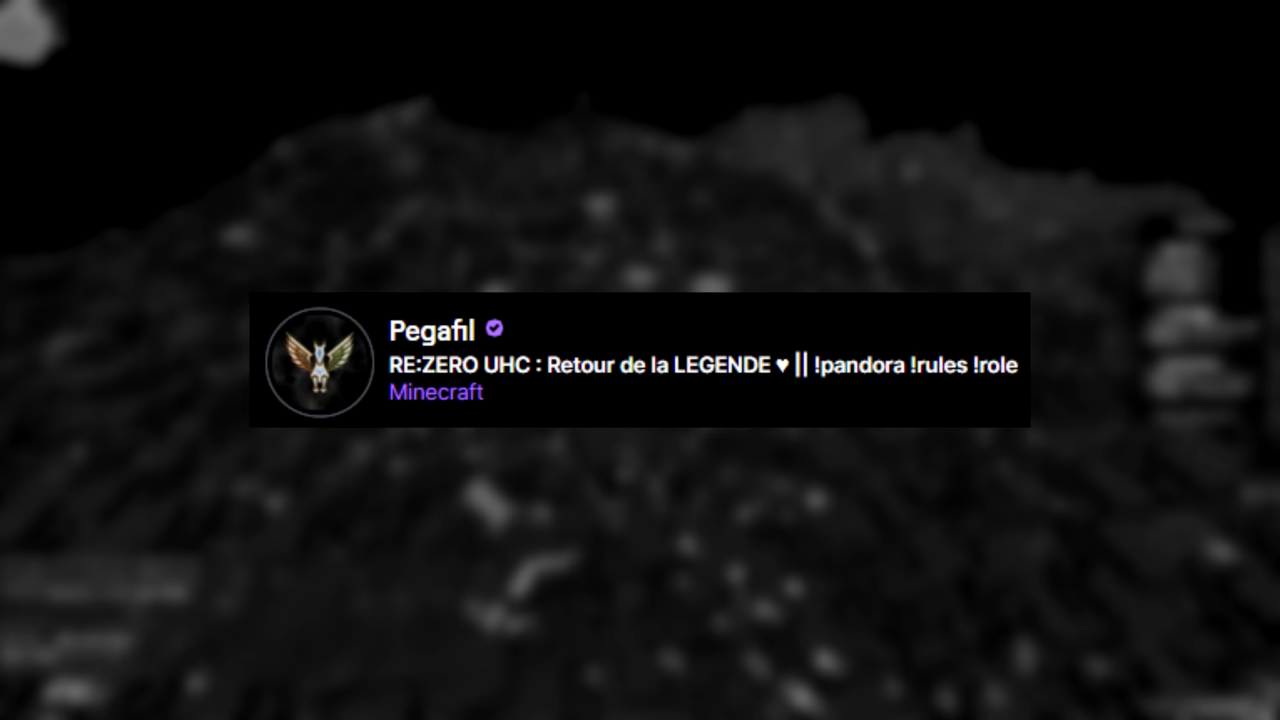 Pegafil
RE:ZERO UHC : Retour de la LEGENDE ♥ || !pandora !rules !role
Minecraft